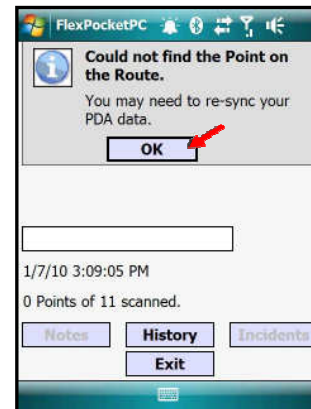 FlexPocketPC
Could not find the Point on
the Route.
You may need to re-sync your
PDA data.
OK
1/7/10 3:09:05 PM
0 Points of 11 scanned.
Notes History Incidents
Exit